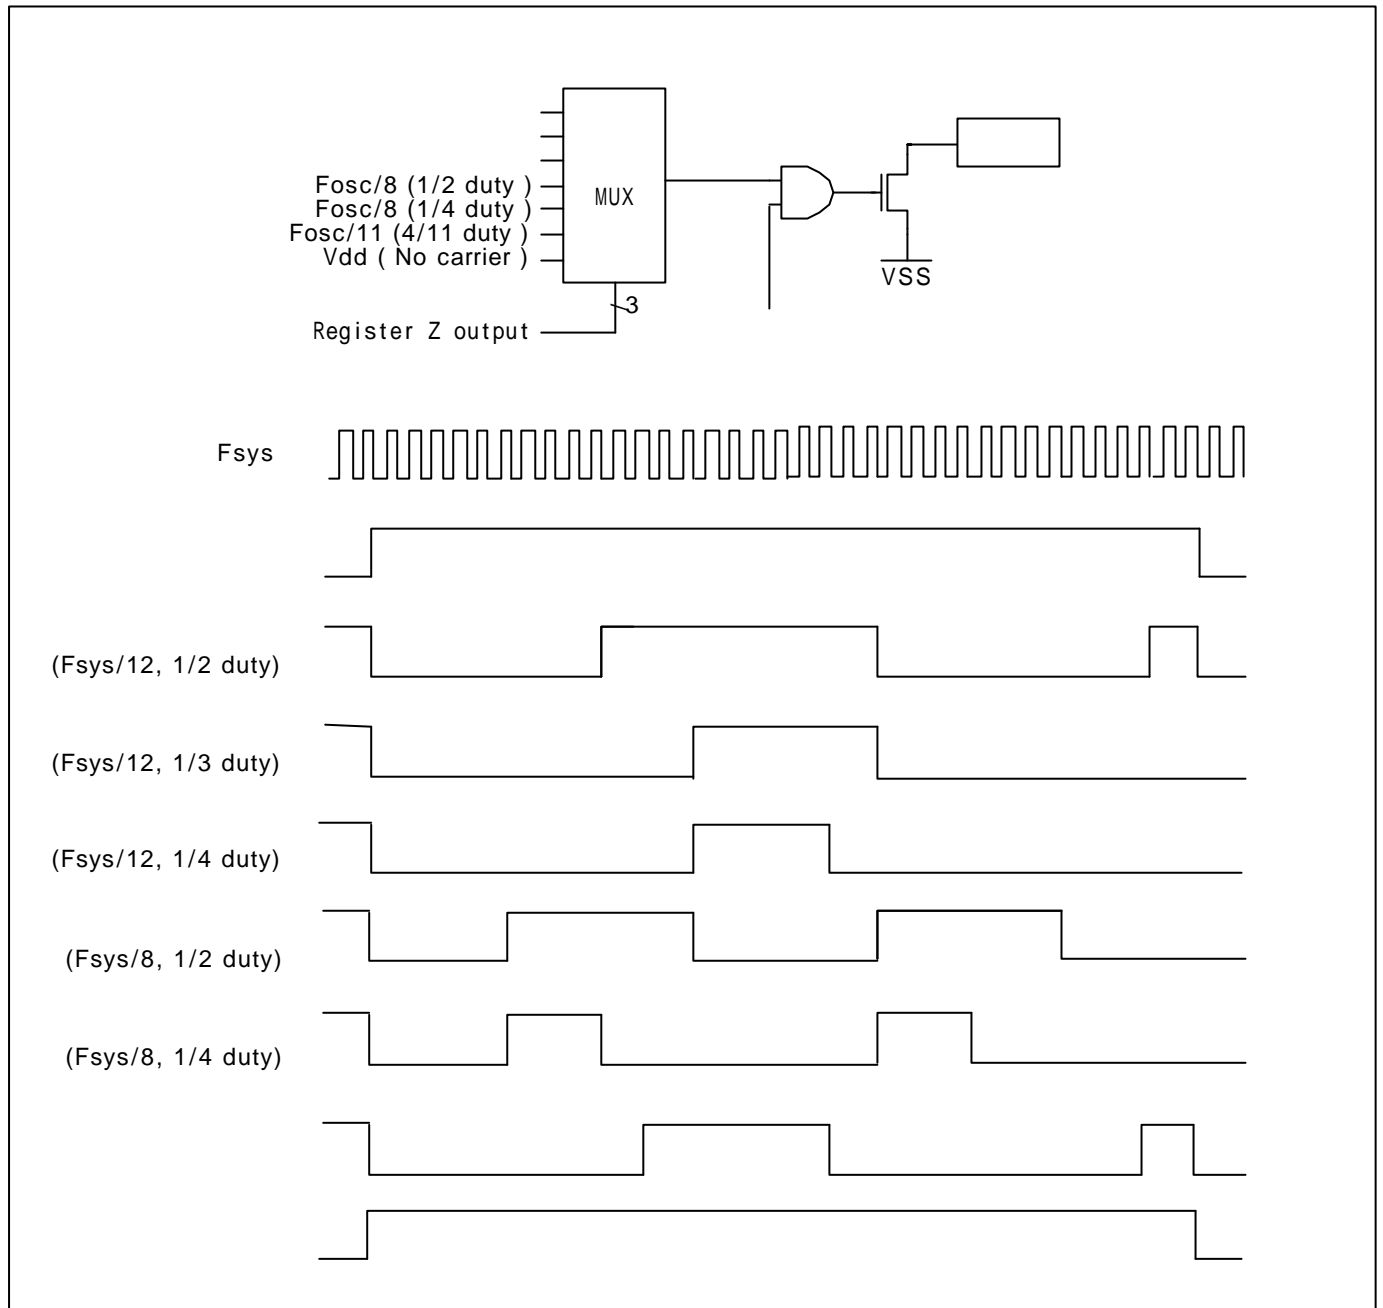 Fosc/8 (1/2 duty )
Fosc/8 (1/4 duty )
Fosc/11 (4/11 duty )
Vdd ( No carrier )
MUX
VSS
3
Register Z output
Fsys
(Fsys/12, 1/2 duty)
(Fsys/12, 1/3 duty)
(Fsys/12, 1/4 duty)
(Fsys/8, 1/2 duty)
(Fsys/8, 1/4 duty)